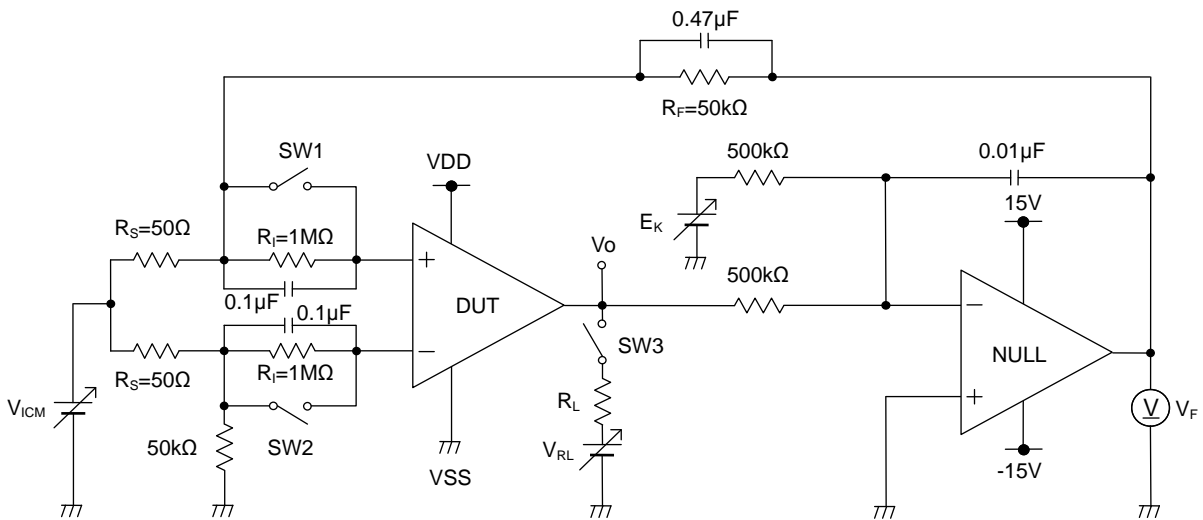 0.47µF
RF=50kΩ
SW1
VDD
500kΩ
0.01µF
15V
RS=50Ω
RI=1MΩ
EK
Vo
0.1µF
+
DUT
500kΩ
0.1µF
−
−
NULL
SW3
RS=50Ω
RI=1MΩ
VICM
SW2
RL
+
V
VF
50kΩ
VSS
VRL
-15V